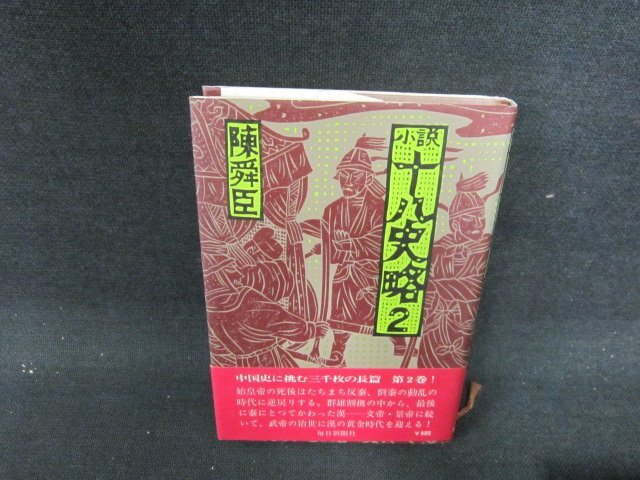 小説
十八史略2
陳舜臣
中国史に挑む三千枚の長篇 第2巻!
始皇帝の死後はたちまち反秦、倒秦の動乱の
時代に逆戻りする。群雄割拠の中から、最後
に秦にとつてかわった漢――文帝・景帝に続
いて、武帝の治世に漢の黄金時代を迎える!
毎日新聞社
¥980